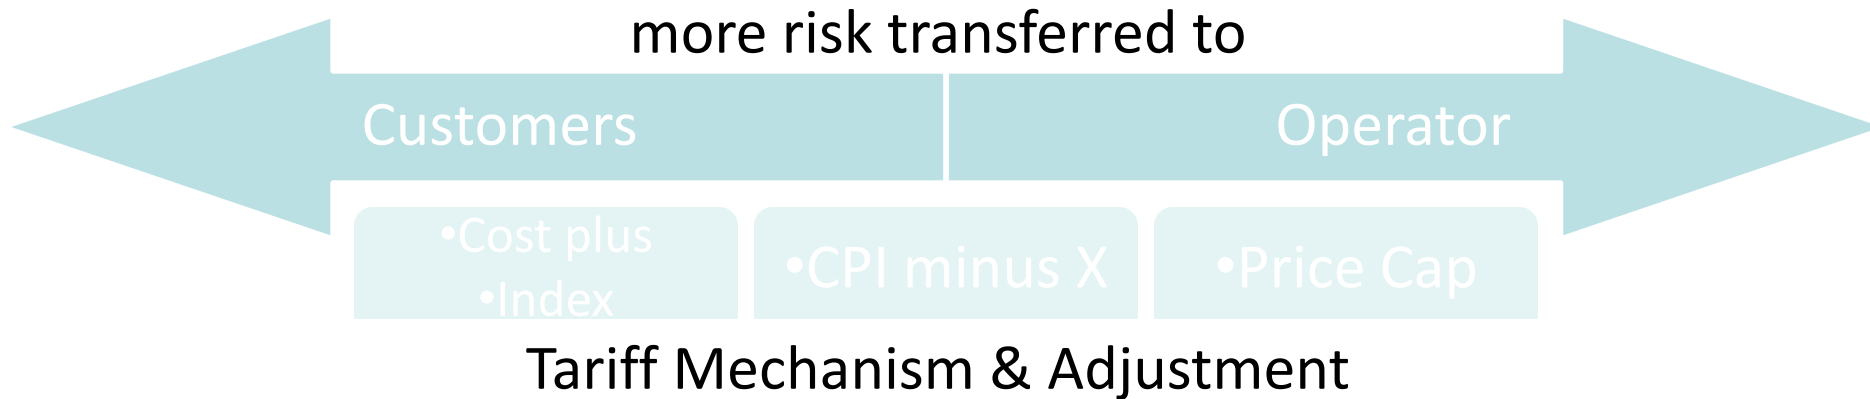 more risk transferred to
Customers
Operator
•Cost plus
•Index
•CPI minus X
•Price Cap
Tariff Mechanism & Adjustment